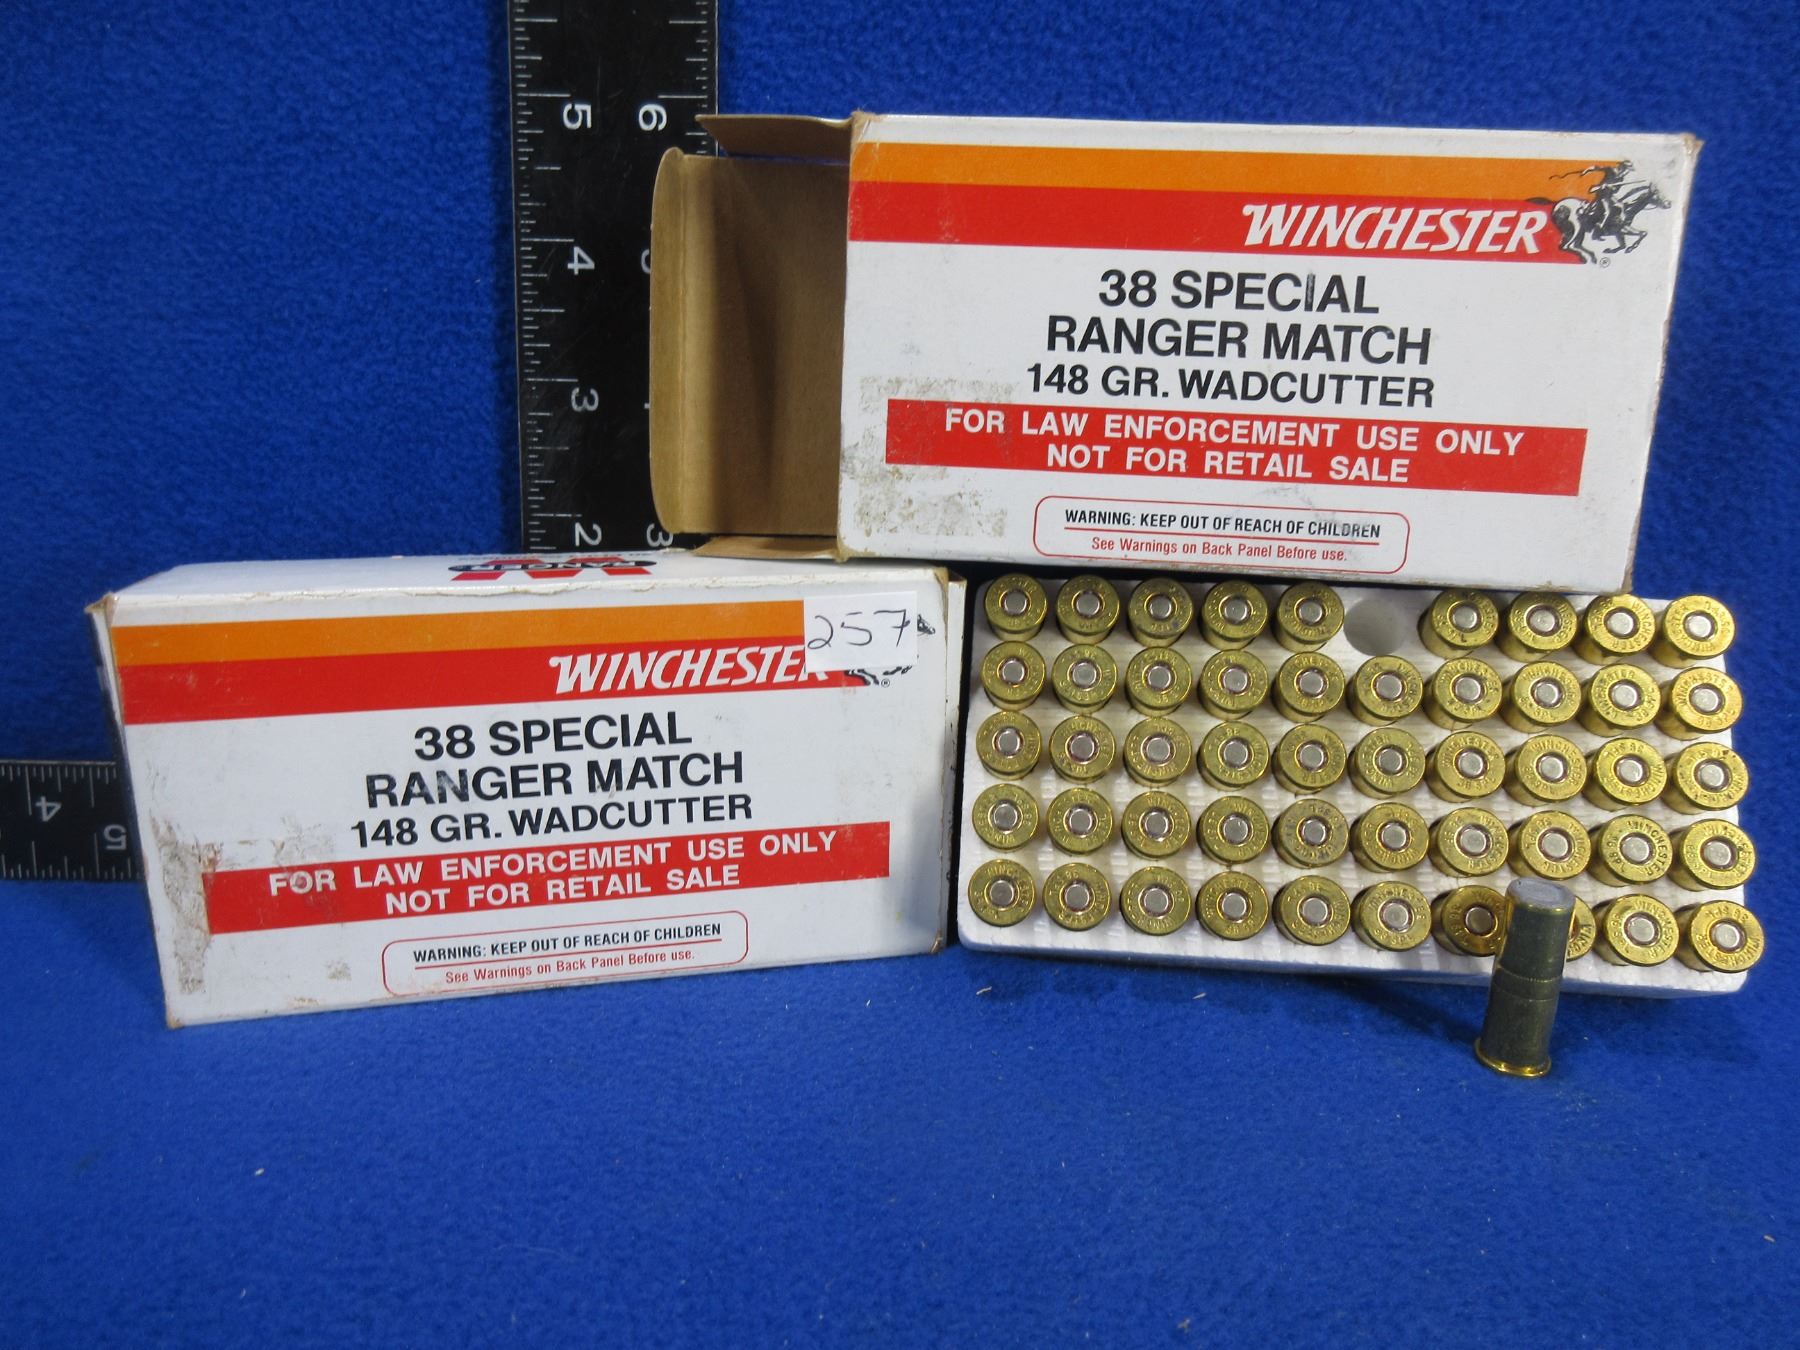 5 6
4
3
2 3
WINCHESTER
38 SPECIAL
RANGER MATCH
148 GR. WADCUTTER
FOR LAW ENFORCEMENT USE ONLY
NOT FOR RETAIL SALE
WARNING: KEEP OUT OF REACH OF CHILDREN
See Warnings on Back Panel Before use.
RANGER
257
WINCHESTER
38 SPECIAL
RANGER MATCH
148 GR. WADCUTTER
FOR LAW ENFORCEMENT USE ONLY
NOT FOR RETAIL SALE
WARNING: KEEP OUT OF REACH OF CHILDREN
See Warnings on Back Panel Before use.
4 5